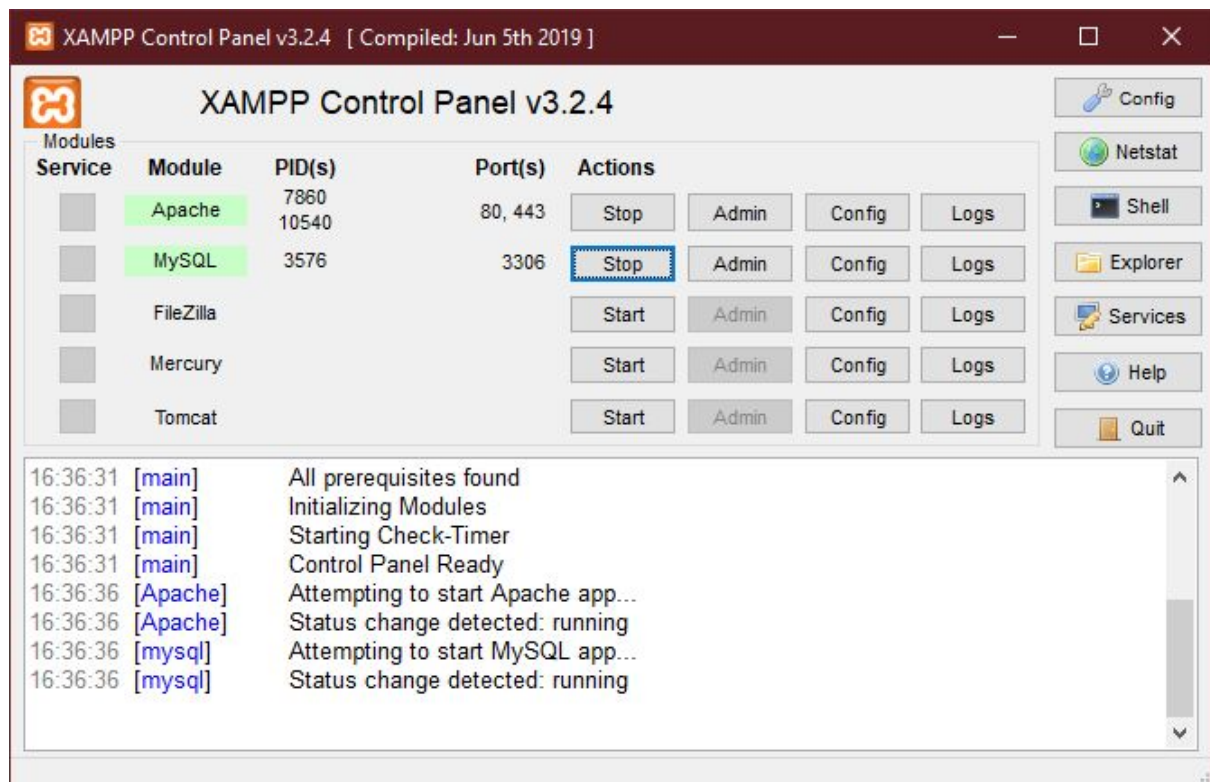 XAMPP Control Panel v3.2.4 [ Compiled: Jun 5th 2019 ]
XAMPP Control Panel v3.2.4
Config
Modules
Netstat
Service Module PID(s) Port(s) Actions
Apache 7860 10540 80, 443 Stop Admin Config Logs
Shell
MySQL 3576 3306 Stop Admin Config Logs
Explorer
FileZilla Start Admin Config Logs
Services
Mercury Start Admin Config Logs
Help
Tomcat Start Admin Config Logs
Quit
16:36:31 [main] All prerequisites found
16:36:31 [main] Initializing Modules
16:36:31 [main] Starting Check-Timer
16:36:31 [main] Control Panel Ready
16:36:36 [Apache] Attempting to start Apache app...
16:36:36 [Apache] Status change detected: running
16:36:36 [mysql] Attempting to start MySQL app...
16:36:36 [mysql] Status change detected: running